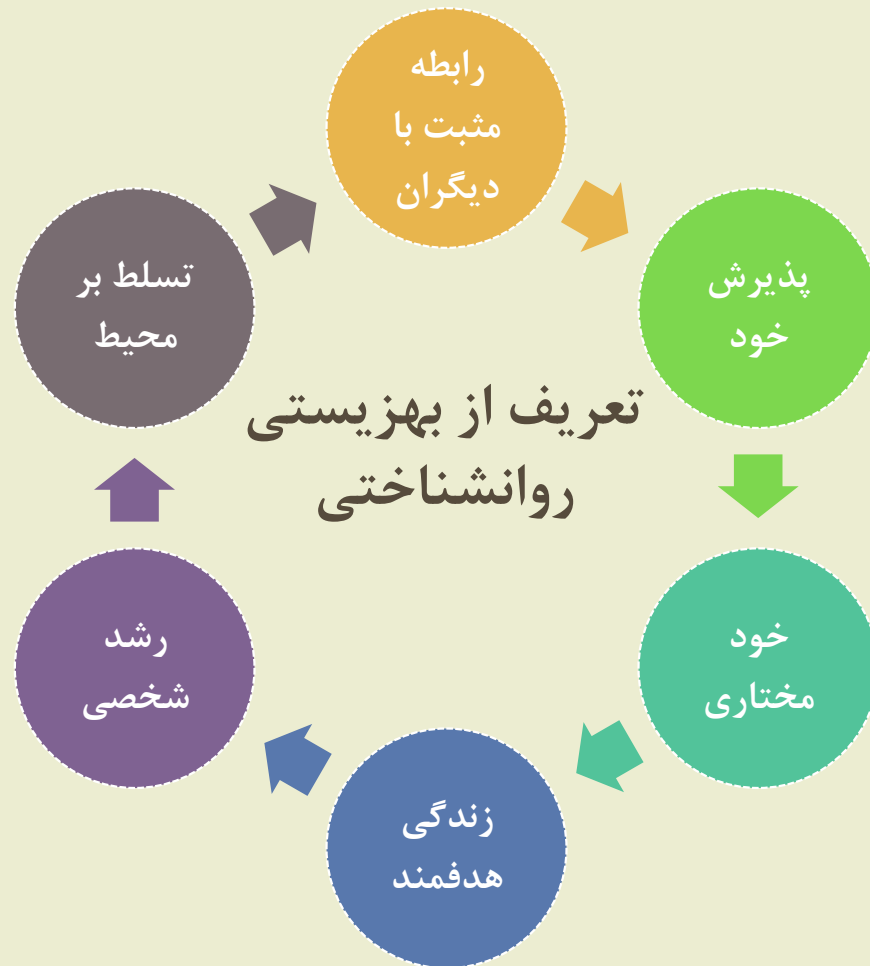 رابطه
مثبت با
دیگران
پذیرش
خود
خود
مختاری
زندگی
هدفمند
رشد
شخصی
تسلط بر
محیط
تعریف از بهزیستی
روانشناختی